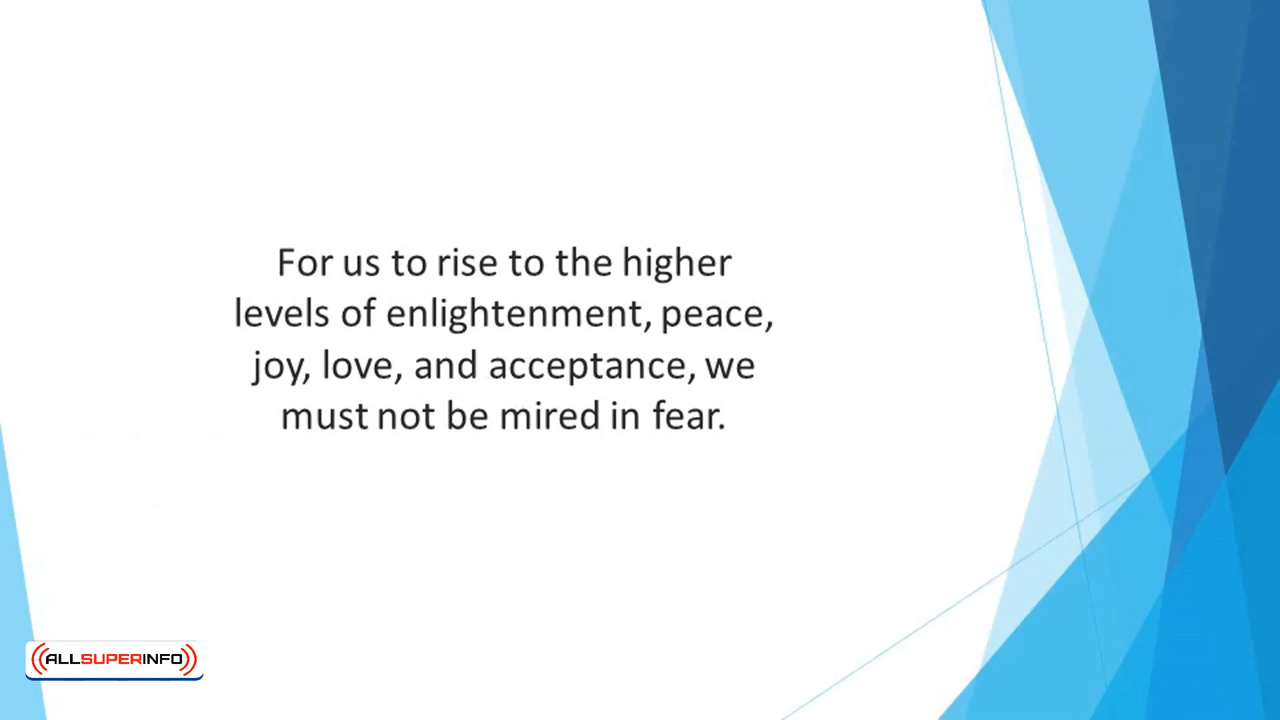 For us to rise to the higher
levels of enlightenment, peace,
joy, love, and acceptance, we
must not be mired in fear.
ALLSUPERINFO